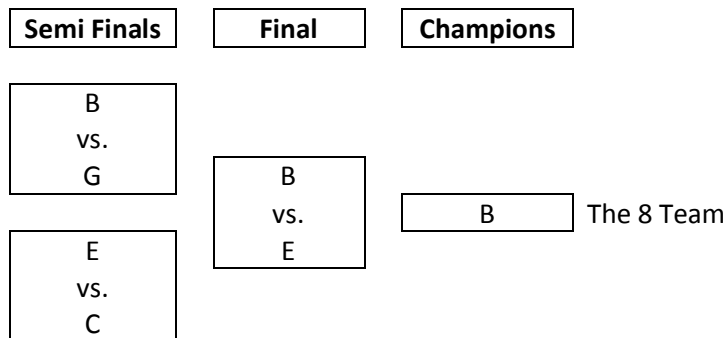 Semi Finals
Final
Champions
B
vs.
G
E
vs.
C
B
vs.
E
B
The 8 Team